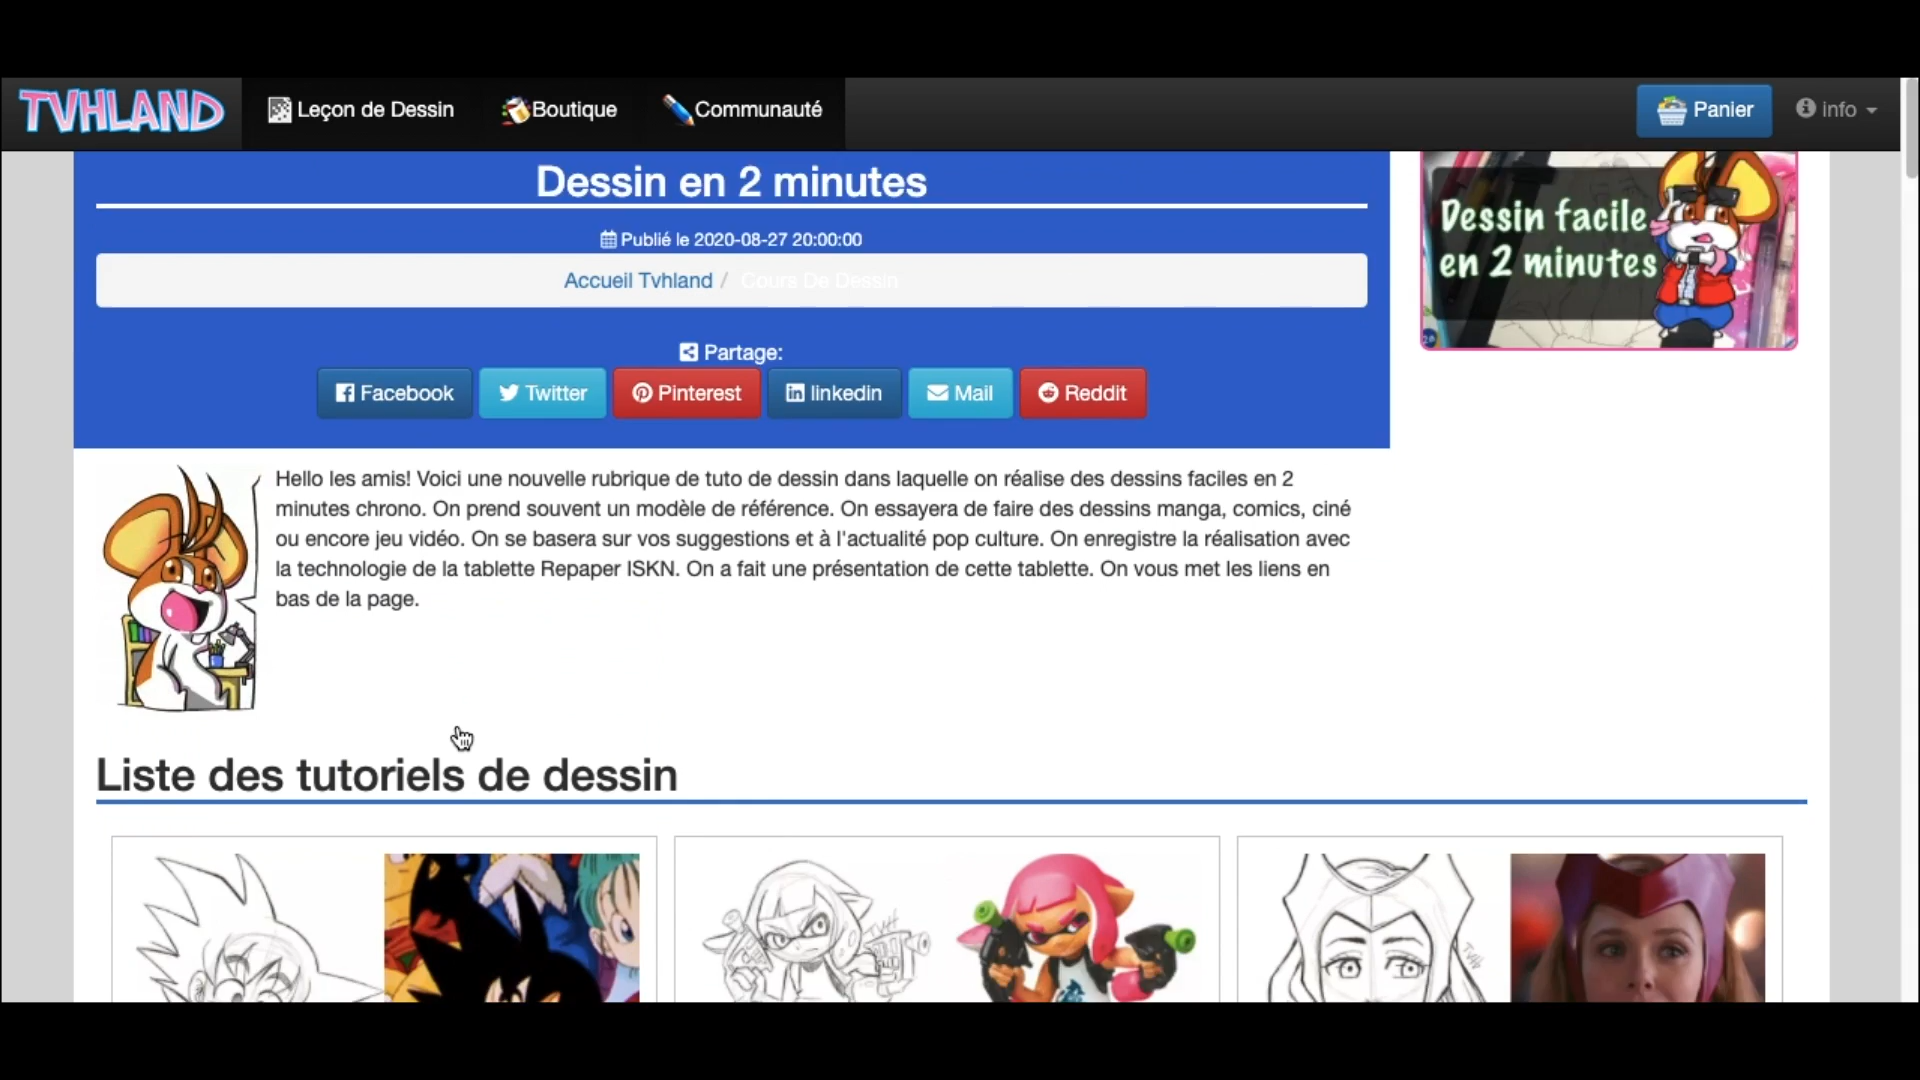 TVHLAND
Leçon de Dessin
Boutique
Communauté
Panier
info
Dessin en 2 minutes
Publié le 2020-08-27 20:00:00
Accueil Tvhland / Cours De Dessin
Partage:
Facebook
Twitter
Pinterest
linkedin
Mail
Reddit
Dessin facile
en 2 minutes
Hello les amis! Voici une nouvelle rubrique de tuto de dessin dans laquelle on réalise des dessins faciles en 2
minutes chrono. On prend souvent un modèle de référence. On essayera de faire des dessins manga, comics, ciné
ou encore jeu vidéo. On se basera sur vos suggestions et à l'actualité pop culture. On enregistre la réalisation avec
la technologie de la tablette Repaper ISKN. On a fait une présentation de cette tablette. On vous met les liens en
bas de la page.
Liste des tutoriels de dessin